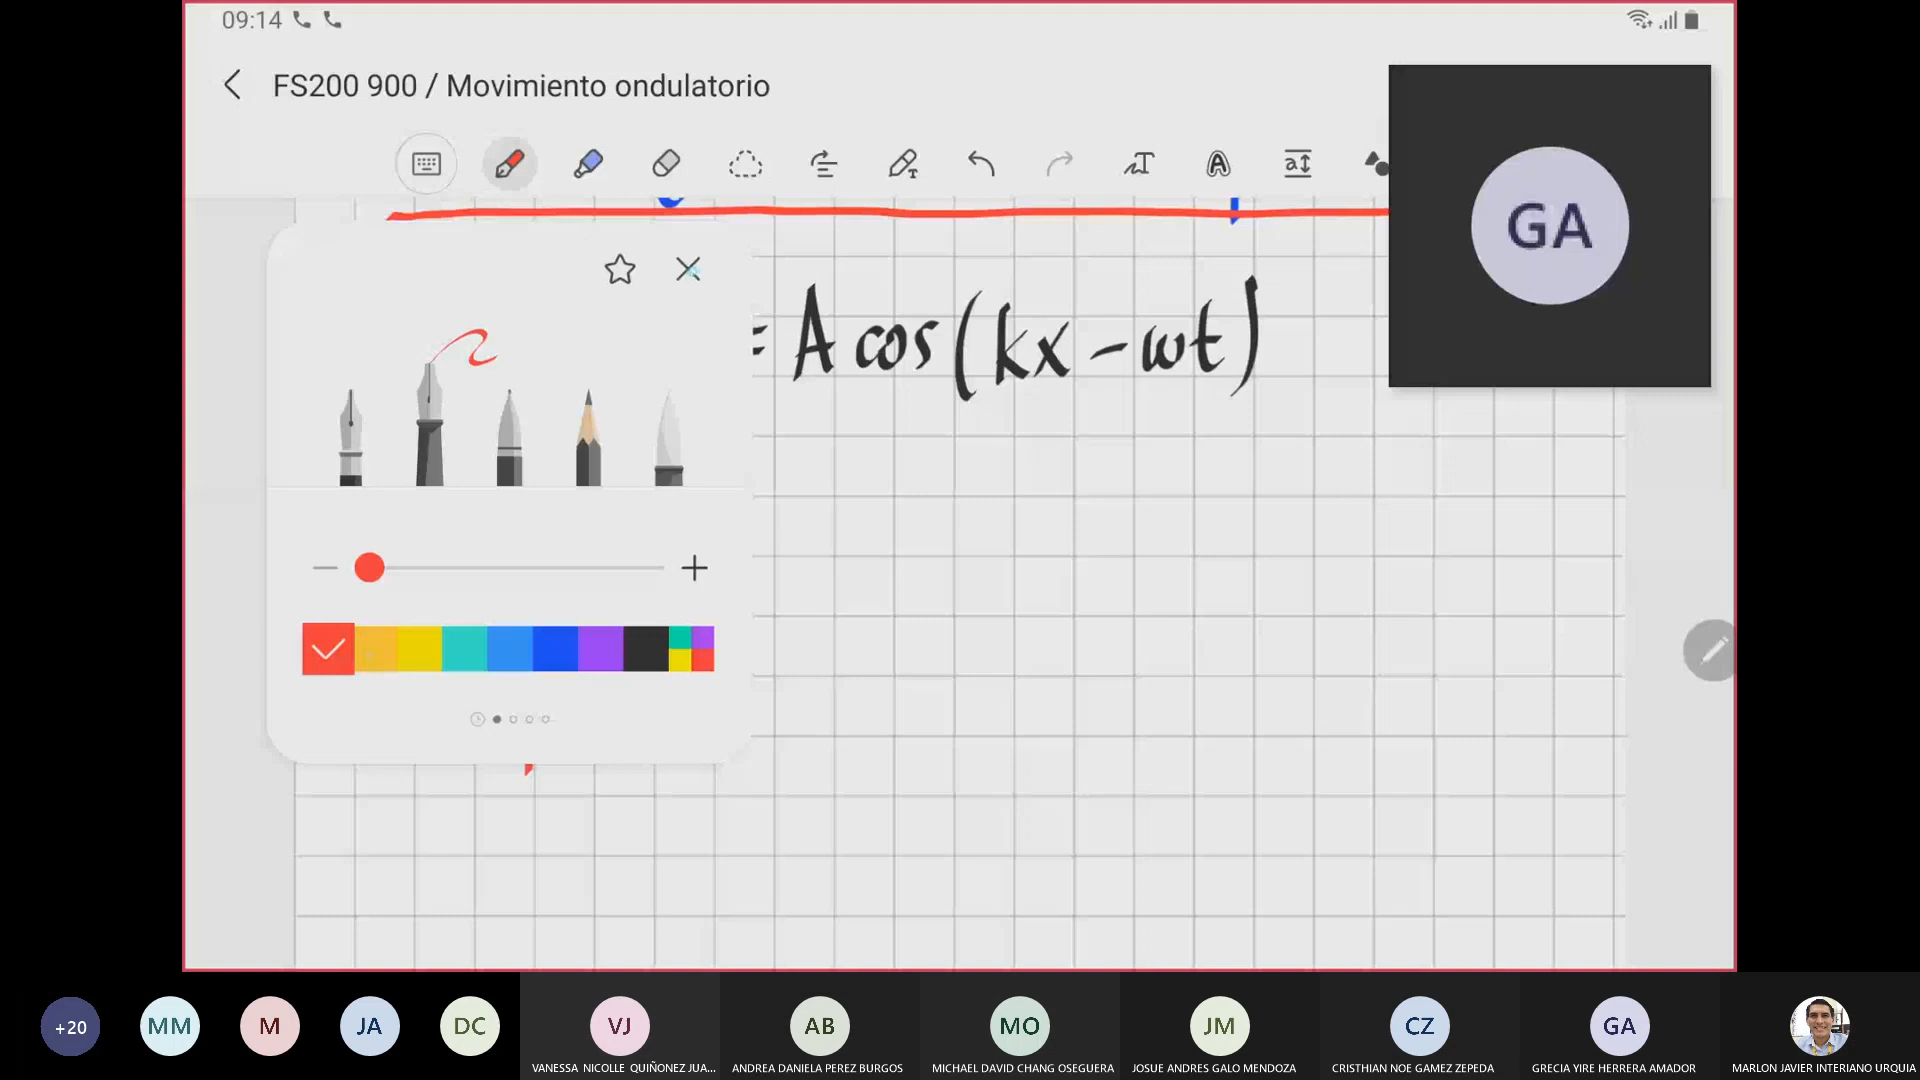 09:14
FS200 900 / Movimiento ondulatorio
GA
= A cos(kx - ωt)
+20
MM
M
JA
DC
VJ
AB
MO
JM
CZ
GA
VANESSA NICOLLE QUIÑONEZ JUA...
ANDREA DANIELA PEREZ BURGOS
MICHAEL DAVID CHANG OSEGUERA
JOSUE ANDRES GALO MENDOZA
CRISTHIAN NOE GAMEZ ZEPEDA
GRECIA YIRE HERRERA AMADOR
MARLON JAVIER INTERIANO URQUIA